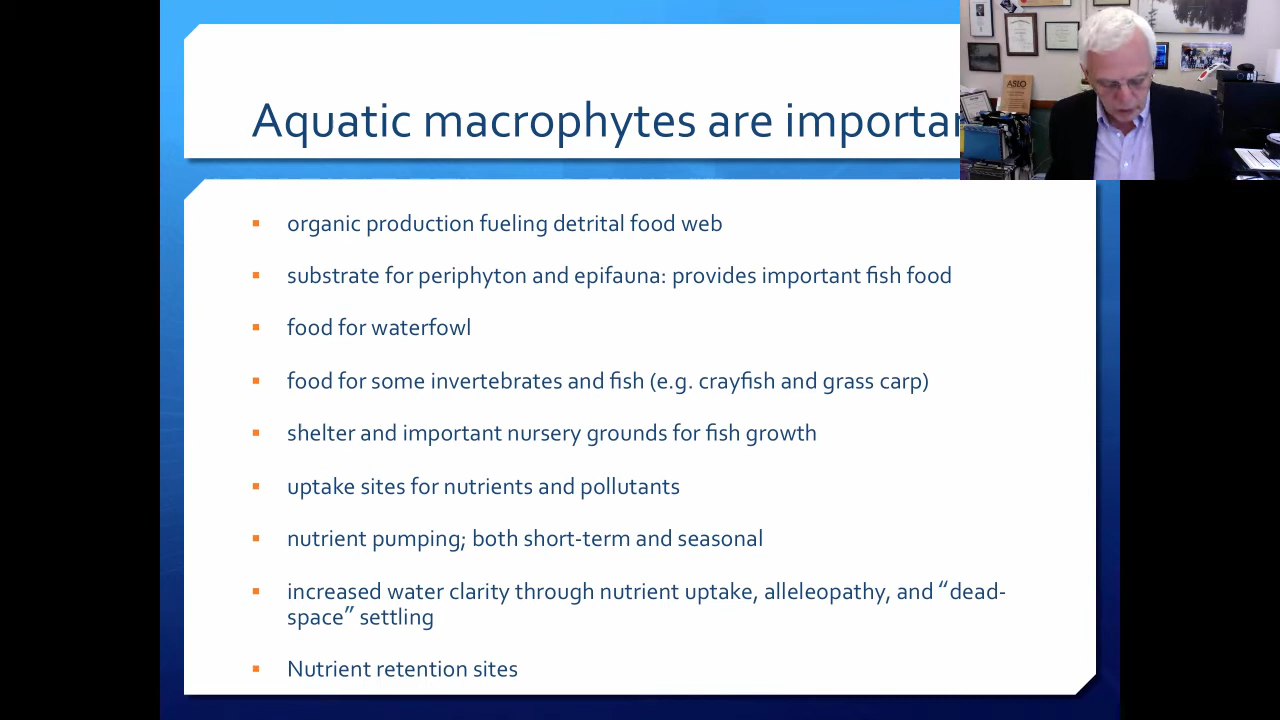 Aquatic macrophytes are importan
organic production fueling detrital food web
substrate for periphyton and epifauna: provides important fish food
food for waterfowl
food for some invertebrates and fish (e.g. crayfish and grass carp)
shelter and important nursery grounds for fish growth
uptake sites for nutrients and pollutants
nutrient pumping; both short-term and seasonal
increased water clarity through nutrient uptake, alleleopathy, and “dead-
space” settling
Nutrient retention sites
ASLO